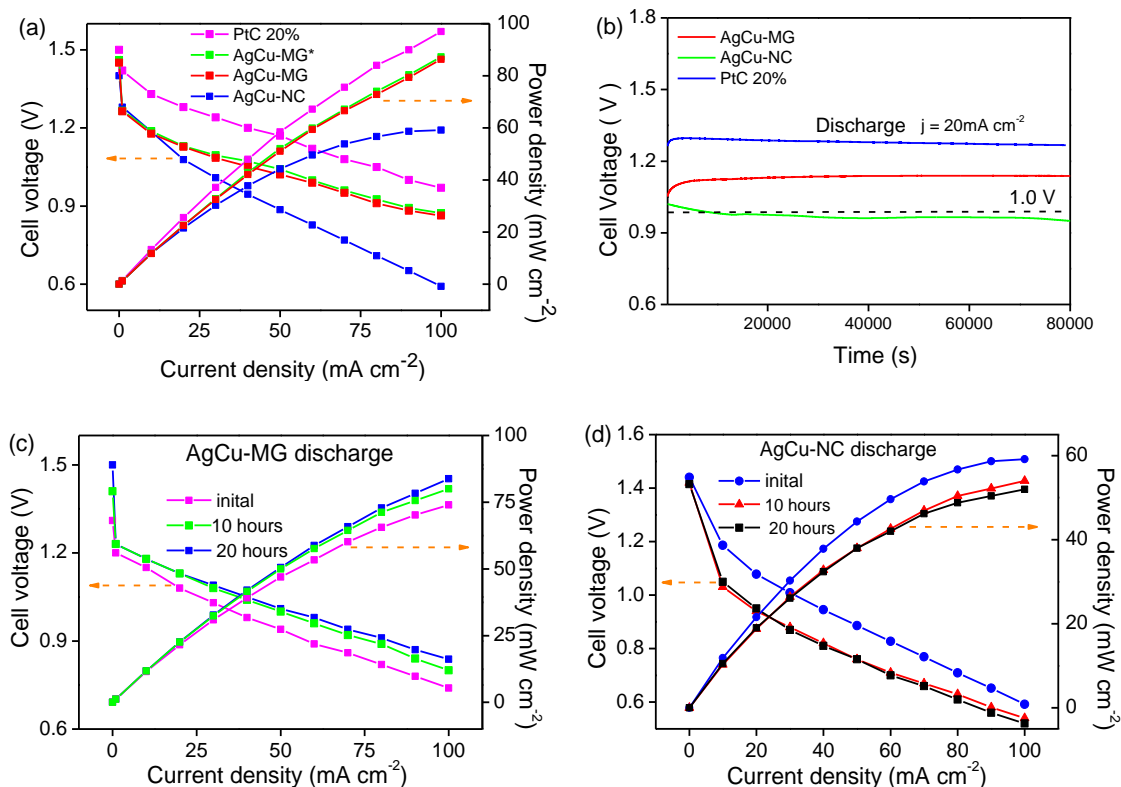 (a)
PtC 20%
AgCu-MG*
AgCu-MG
AgCu-NC
1.5
1.2
0.9
0.6
Cell voltage (V)
100
80
60
40
20
0
Power density (mW cm-2)
0
25
50
75
100
Current density (mA cm-2)
(b)
AgCu-MG
AgCu-NC
PtC 20%
Discharge j = 20mA cm-2
1.0 V
1.8
1.5
1.2
0.9
0.6
Cell Voltage (V )
20000
40000
60000
80000
Time (s)
(c)
AgCu-MG discharge
inital
10 hours
20 hours
1.5
1.2
0.9
0.6
Cell voltage (V)
100
75
50
25
0
Power density (mW cm-2)
0
20
40
60
80
100
Current density (mA cm-2)
(d)
AgCu-NC discharge
inital
10 hours
20 hours
1.6
1.4
1.2
1.0
0.8
0.6
Cell voltage (V)
60
40
20
0
Power density (mW cm-2)
0
20
40
60
80
100
Current density (mA cm-2)